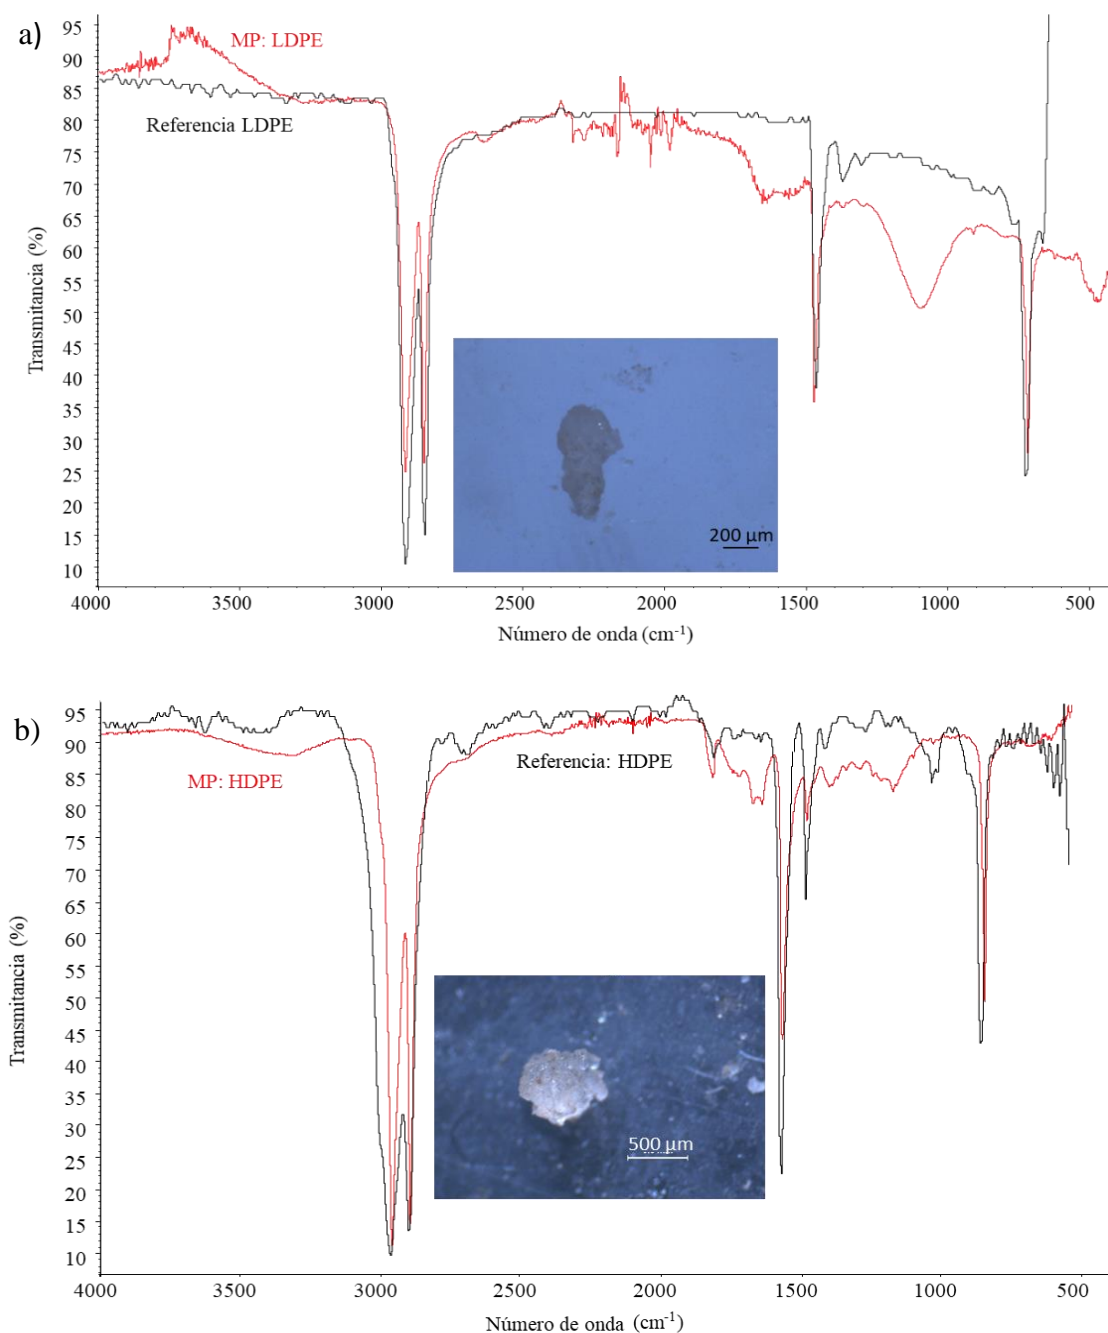 a)
95
90
85
80
75
70
65
60
55
50
45
40
35
30
25
20
15
10
Transmitancia (%)
MP: LDPE
Referencia LDPE
200 µm
4000 3500 3000 2500 2000 1500 1000 500
Número de onda (cm⁻¹)
b)
95
90
85
80
75
70
65
60
55
50
45
40
35
30
25
20
15
10
Transmitancia (%)
MP: HDPE
Referencia: HDPE
500 µm
4000 3500 3000 2500 2000 1500 1000 500
Número de onda (cm⁻¹)